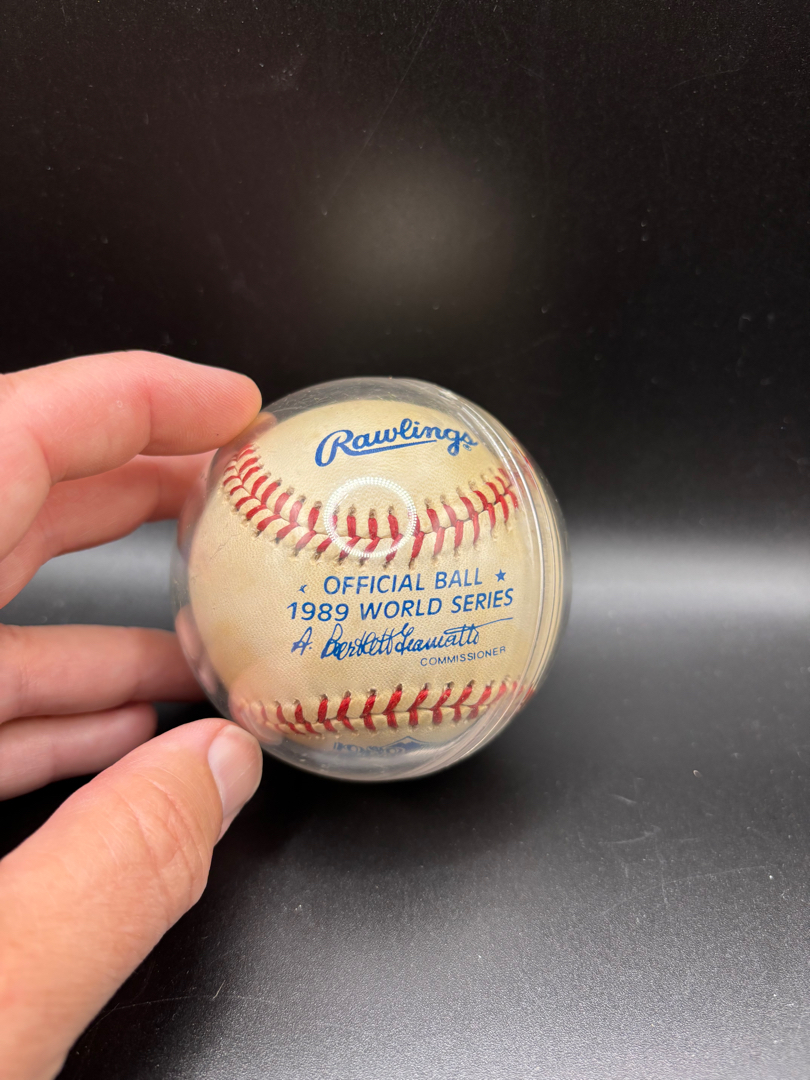 Rawlings®
★ OFFICIAL BALL ★
1989 WORLD SERIES
A. Bartlett Giamatti
COMMISSIONER